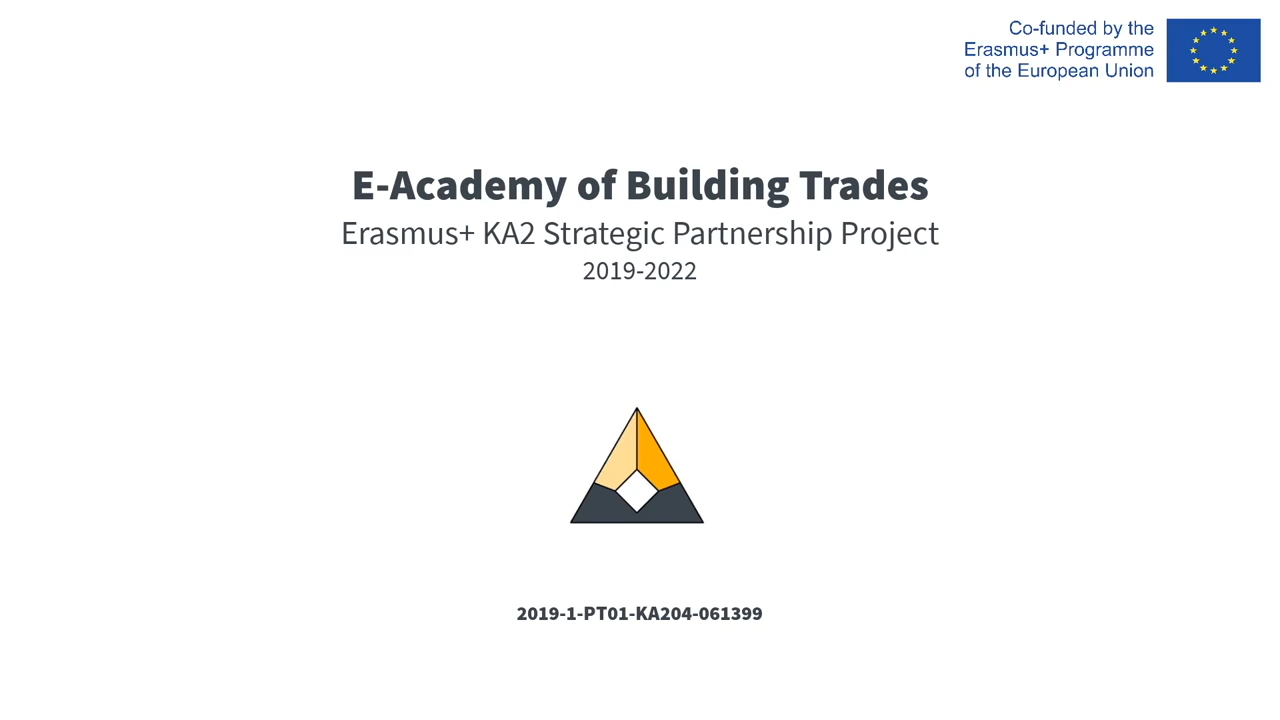 Co-funded by the
Erasmus+ Programme
of the European Union
E-Academy of Building Trades
Erasmus+ KA2 Strategic Partnership Project
2019-2022
2019-1-PT01-KA204-061399